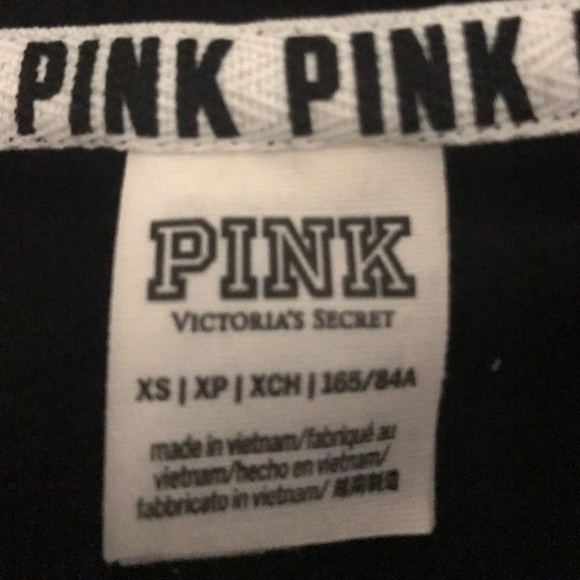 PINK PINK
PINK
VICTORIA'S SECRET
XS | XP | XCH | 165/84A
made in vietnam/fabriqué au
vietnam/hecho en vietnam/
fabbricato in vietnam/ 越南制造